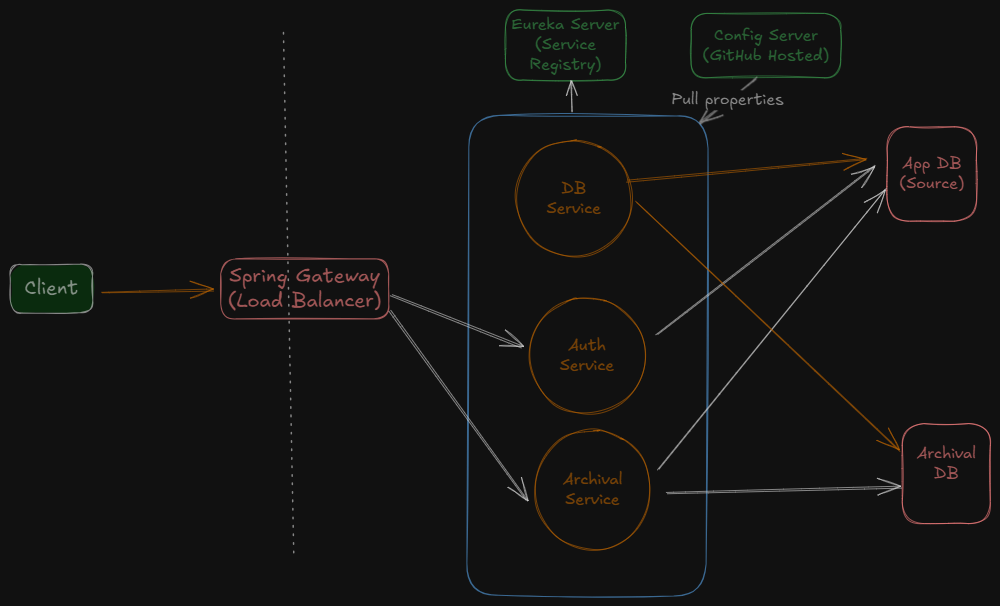 Eureka Server
(Service
Registry)
Config Server
(GitHub Hosted)
Pull properties
DB
Service
App DB
(Source)
Client
Spring Gateway
(Load Balancer)
Auth
Service
Archival
Service
Archival
DB